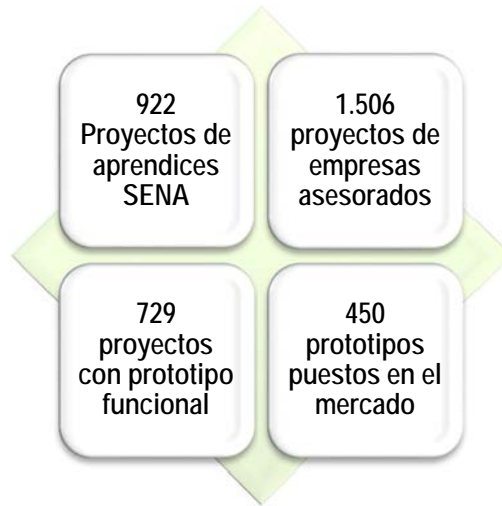 922
Proyectos de
aprendices
SENA
1.506
proyectos de
empresas
asesorados
729
proyectos
con prototipo
funcional
450
prototipos
puestos en el
mercado